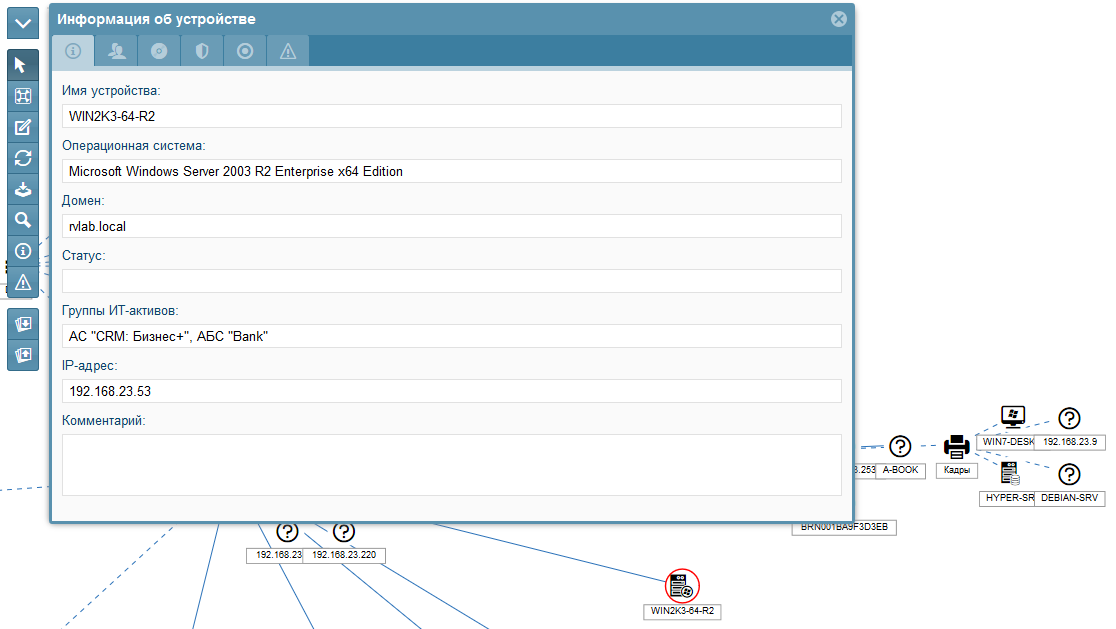 Информация об устройстве
Имя устройства:
WIN2K3-64-R2
Операционная система:
Microsoft Windows Server 2003 R2 Enterprise x64 Edition
Домен:
rvlab.local
Статус:
Группы ИТ-активов:
АС "CRM: Бизнес+", АБС "Bank"
IP-адрес:
192.168.23.53
Комментарий:
WIN7-DESK 192.168.23.9
3.253 A-BOOK Кадры
HYPER-SR DEBIAN-SRV
BRN001BA9F3D3EB
192.168.23 192.168.23.220
WIN2K3-64-R2